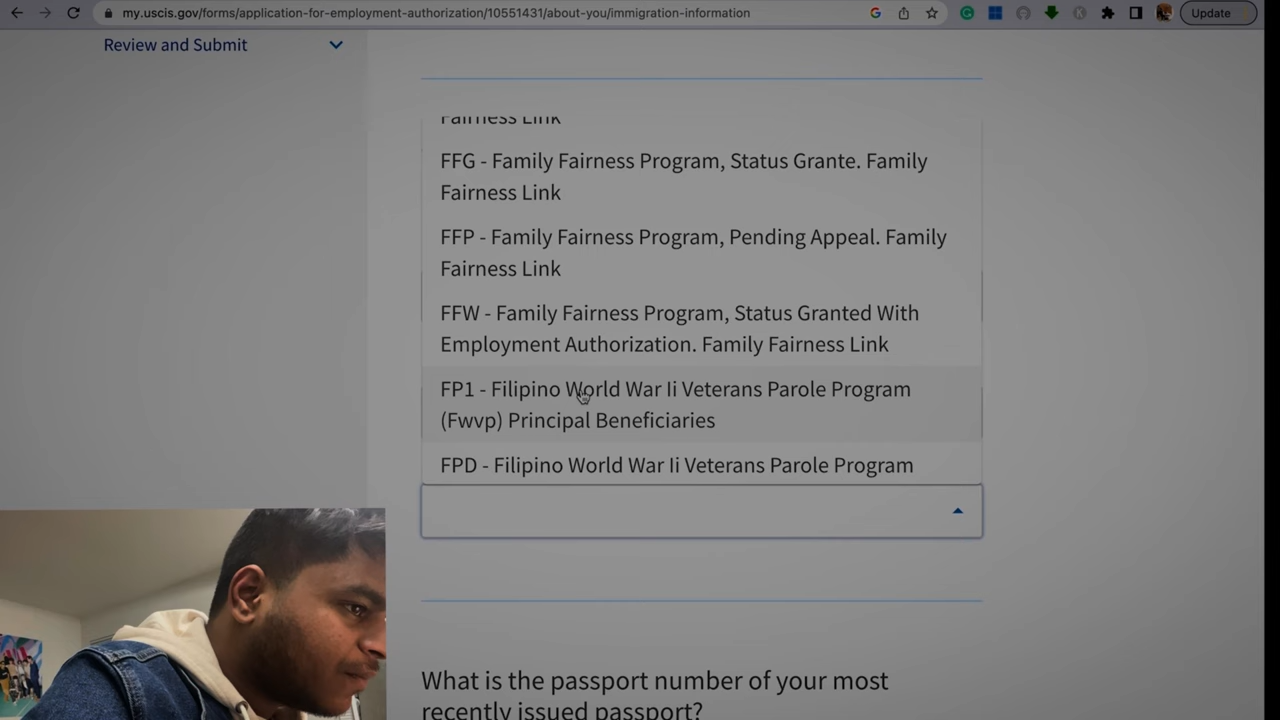 my.uscis.gov/forms/application-for-employment-authorization/10551431/about-you/immigration-information
Update
Review and Submit
Fairness Link
FFG - Family Fairness Program, Status Grante. Family
Fairness Link
FFP - Family Fairness Program, Pending Appeal. Family
Fairness Link
FFW - Family Fairness Program, Status Granted With
Employment Authorization. Family Fairness Link
FP1 - Filipino World War Ii Veterans Parole Program
(Fwvp) Principal Beneficiaries
FPD - Filipino World War Ii Veterans Parole Program
What is the passport number of your most
recently issued passport?